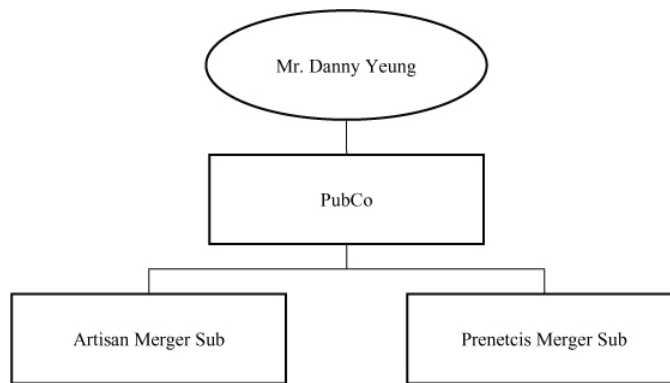 Mr. Danny Yeung
PubCo
Artisan Merger Sub
Prenetcis Merger Sub